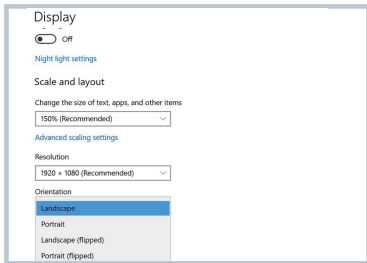 Display
Off
Night light settings
Scale and layout
Change the size of text, apps, and other items
150% (Recommended)
Advanced scaling settings
Resolution
1920 × 1080 (Recommended)
Orientation
Landscape
Portrait
Landscape (flipped)
Portrait (flipped)